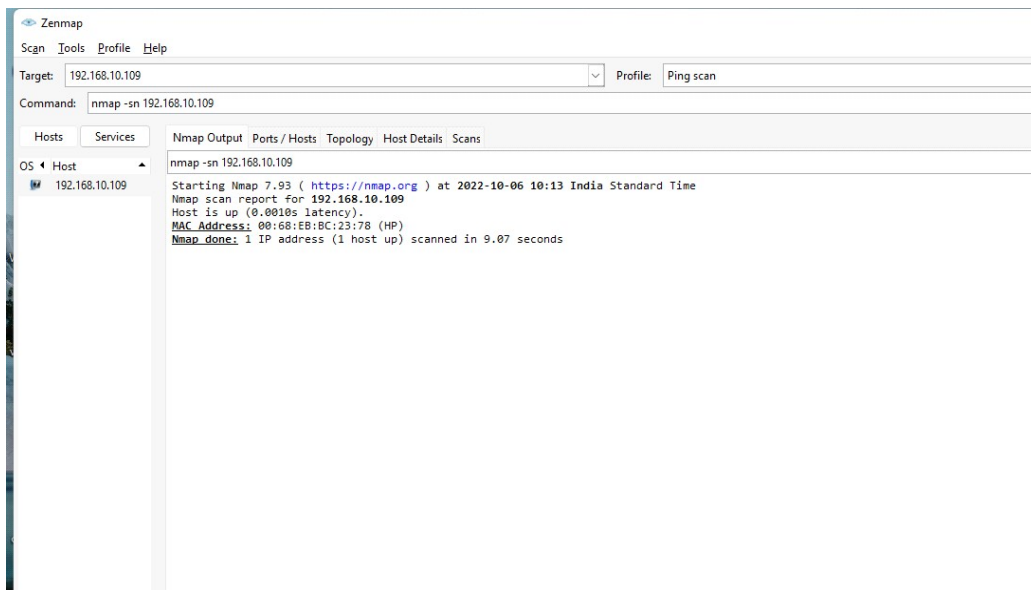 Zenmap
Scan Tools Profile Help
Target: 192.168.10.109 Profile: Ping scan
Command: nmap -sn 192.168.10.109
Hosts Services Nmap Output Ports / Hosts Topology Host Details Scans
OS Host nmap -sn 192.168.10.109
192.168.10.109
Starting Nmap 7.93 ( https://nmap.org ) at 2022-10-06 10:13 India Standard Time
Nmap scan report for 192.168.10.109
Host is up (0.0010s latency).
MAC Address: 00:68:EB:BC:23:78 (HP)
Nmap done: 1 IP address (1 host up) scanned in 9.07 seconds